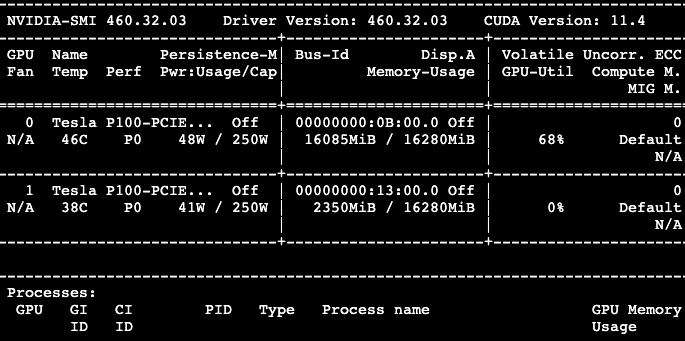 NVIDIA-SMI 460.32.03    Driver Version: 460.32.03    CUDA Version: 11.4
GPU  Name        Persistence-M| Bus-Id        Disp.A | Volatile Uncorr. ECC
Fan  Temp  Perf  Pwr:Usage/Cap|         Memory-Usage | GPU-Util  Compute M.
MIG M.
0  Tesla P100-PCIE...  Off | 00000000:0B:00.0 Off | 0
N/A   46C    P0    48W / 250W | 16085MiB / 16280MiB | 68%      Default
N/A
1  Tesla P100-PCIE...  Off | 00000000:13:00.0 Off | 0
N/A   38C    P0    41W / 250W | 2350MiB / 16280MiB | 0%      Default
N/A
Processes:
GPU   GI   CI        PID   Type   Process name                  GPU Memory
ID   ID                                                   Usage